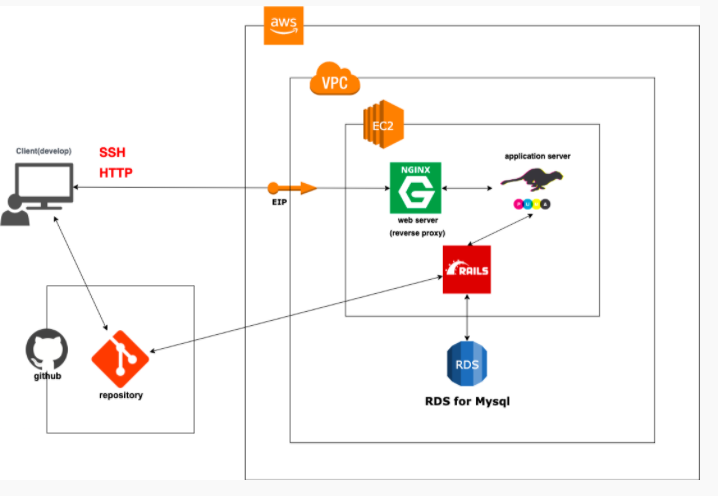 aws
VPC
EC2
Client(develop)
SSH
HTTP
NGINX
application server
EIP
PUMA
web server
(reverse proxy)
RAILS
github
repository
RDS
RDS for Mysql